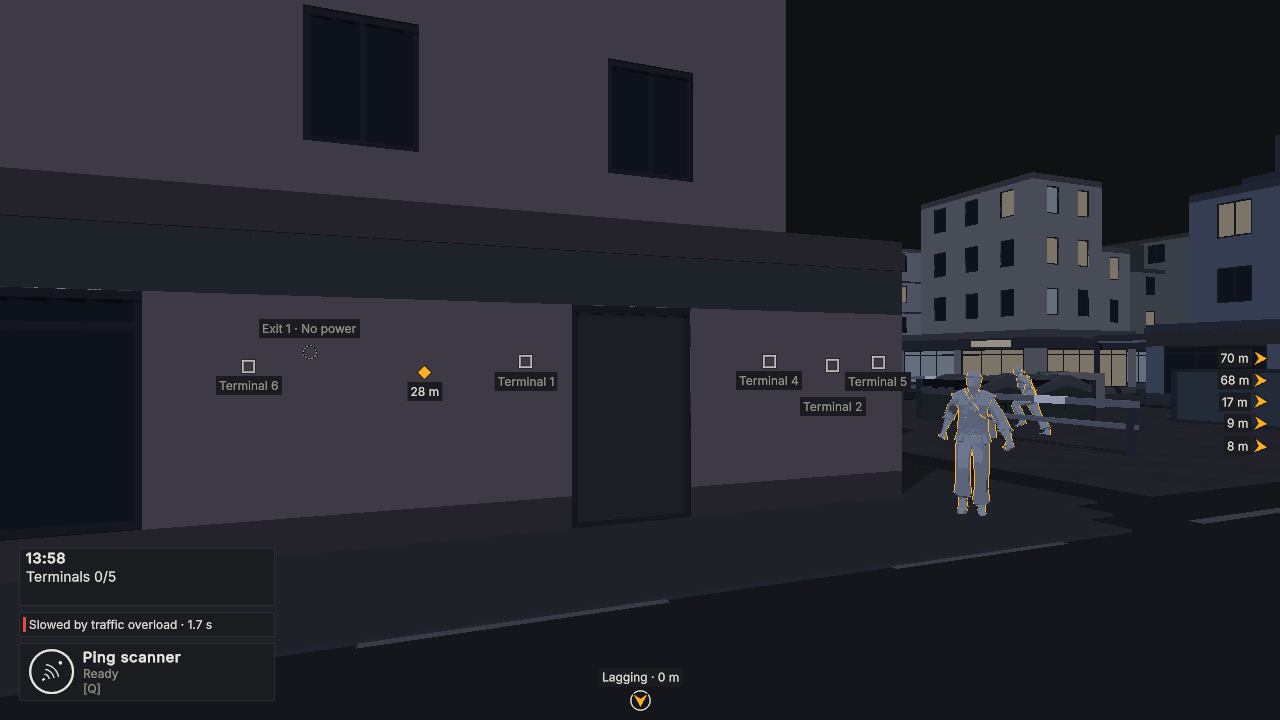 Exit 1 · No power
Terminal 6
28 m
Terminal 1
Terminal 4
Terminal 5
Terminal 2
70 m
68 m
17 m
9 m
8 m
13:58
Terminals 0/5
Slowed by traffic overload · 1.7 s
Ping scanner
Ready
[Q]
Lagging · 0 m